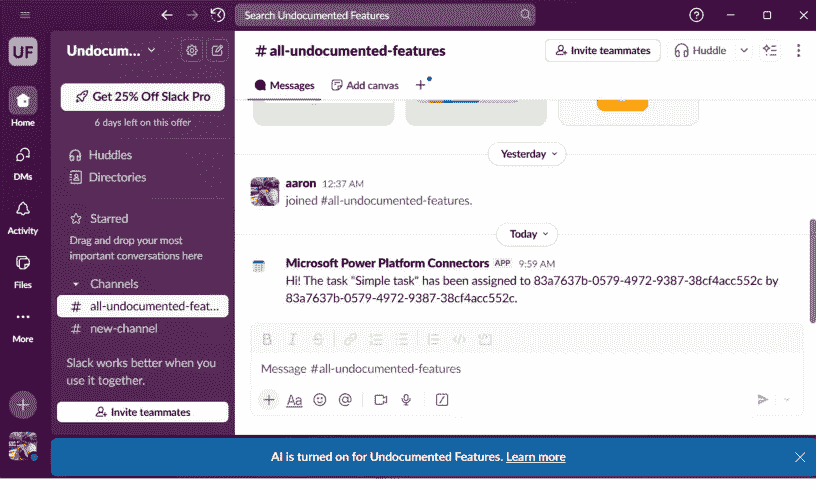 Search Undocumented Features
UF
Undocum...
# all-undocumented-features
Invite teammates
Huddle
Messages
Add canvas
Get 25% Off Slack Pro
6 days left on this offer
Home
DMs
Activity
Files
More
Huddles
Directories
Starred
Drag and drop your most
important conversations here
Channels
# all-undocumented-feat...
# new-channel
Slack works better when you
use it together.
Invite teammates
Yesterday
aaron 12:37 AM
joined #all-undocumented-features.
Today
Microsoft Power Platform Connectors APP 9:59 AM
Hi! The task "Simple task" has been assigned to 83a7637b-0579-4972-9387-38cf4acc552c by
83a7637b-0579-4972-9387-38cf4acc552c.
B I S
Message #all-undocumented-features
Aa
AI is turned on for Undocumented Features. Learn more